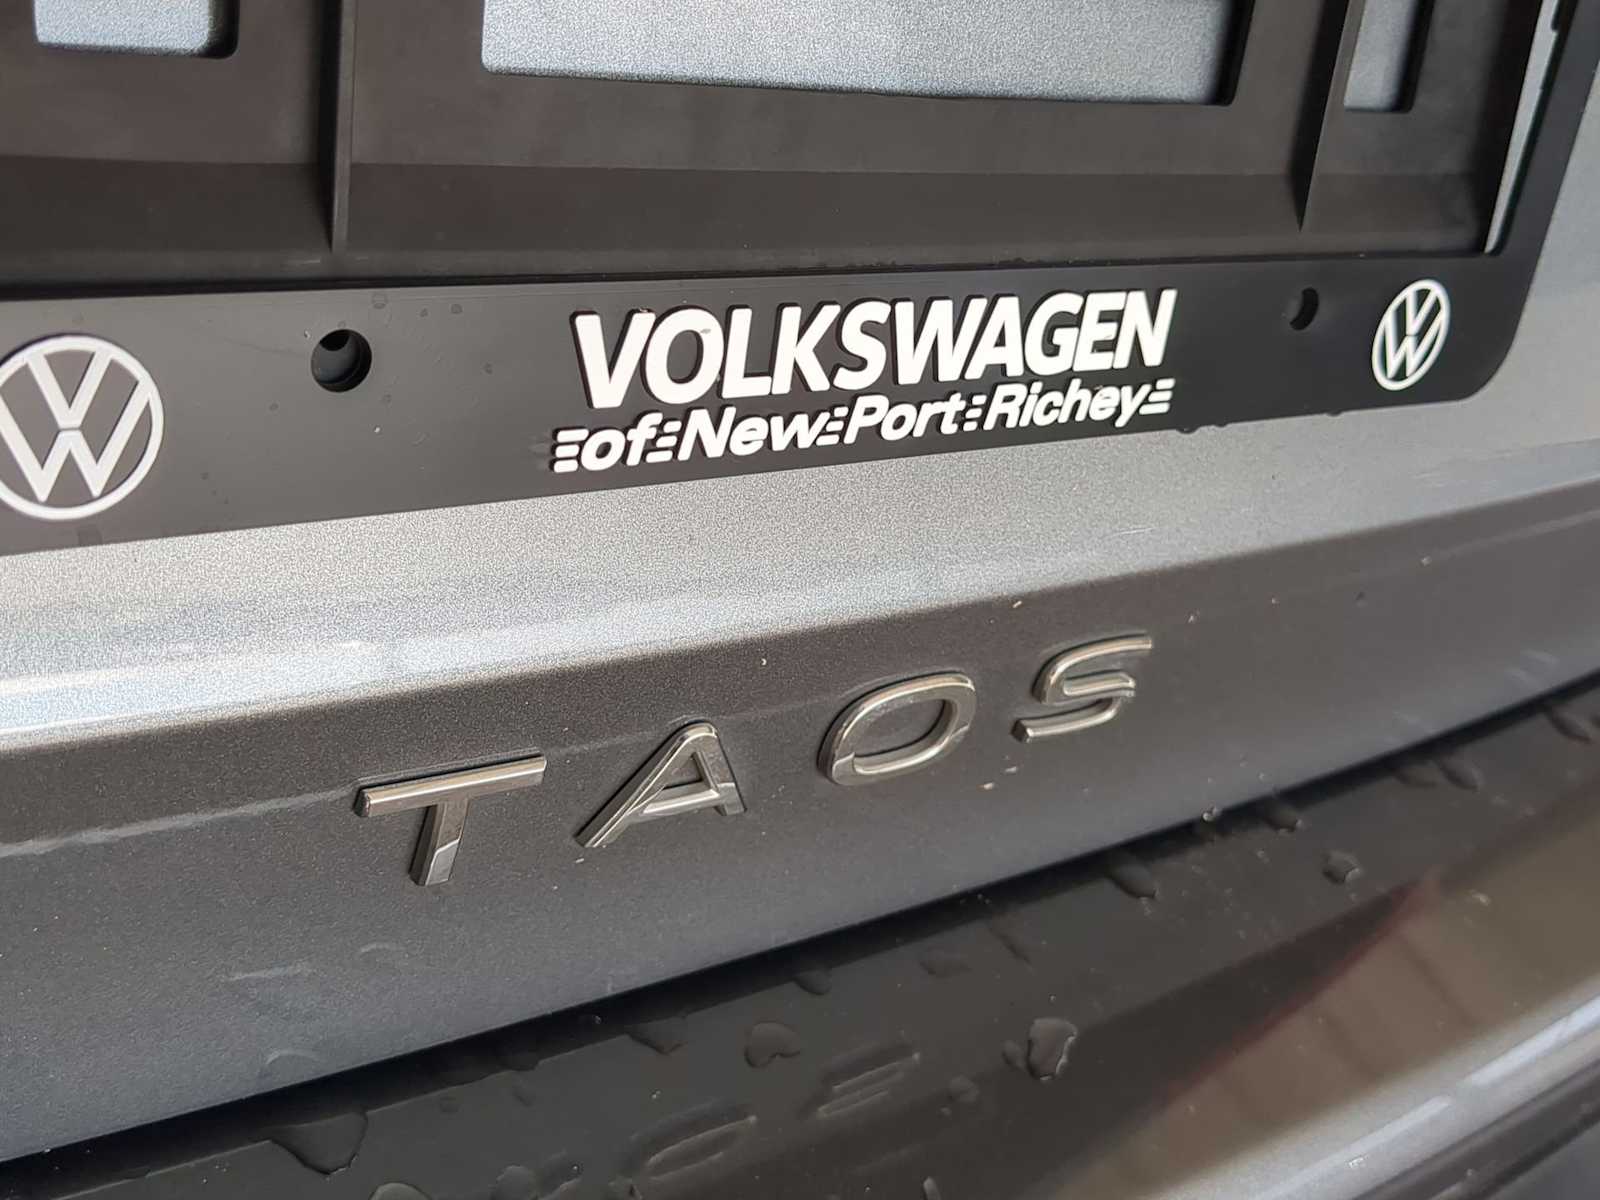 VOLKSWAGEN
of New Port Richey
TAOS